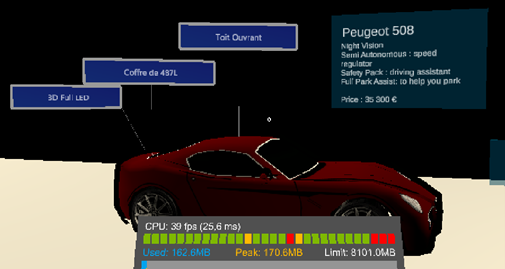 Toit Ouvrant
Coffre de 487L
3D Full LED
Peugeot 508
Night Vision
Semi Autonomous : speed
regulator
Safety Pack : driving assistant
Full Park Assist: to help you park
Price : 35 300 €
CPU: 39 fps (25,6 ms)
Used: 162.6MB Peak: 170.6MB Limit: 8101.0MB